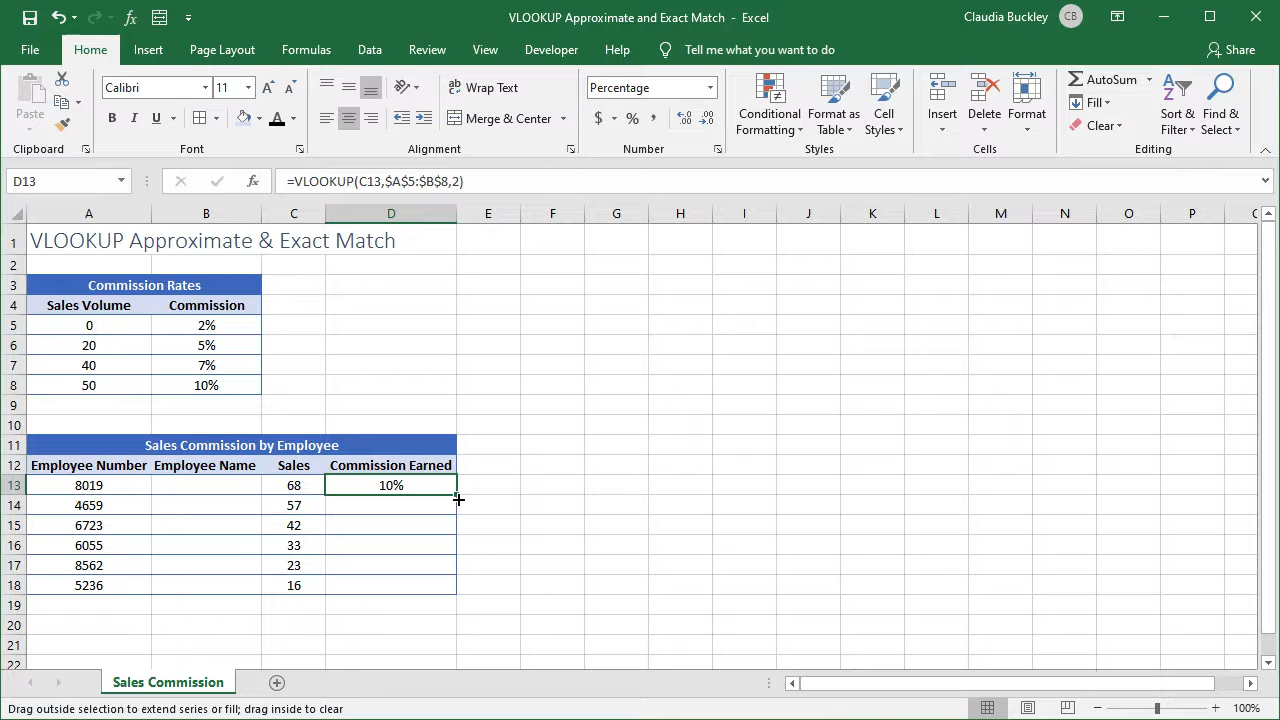 VLOOKUP Approximate and Exact Match - Excel
Claudia Buckley CB
File Home Insert Page Layout Formulas Data Review View Developer Help Tell me what you want to do Share
Paste
Clipboard
Calibri 11
B I U A
Font
ab Wrap Text
Merge & Center
Alignment
Percentage
$ % , .00 .0
Number
Conditional Formatting
Format as Table
Cell Styles
Styles
Insert Delete Format
Cells
AutoSum
Fill
Clear
Sort & Filter
Find & Select
Editing
D13 fx =VLOOKUP(C13,$A$5:$B$8,2)
A B C D E F G H I J K L M N O P
1 VLOOKUP Approximate & Exact Match
2
3 Commission Rates
4 Sales Volume Commission
5 0 2%
6 20 5%
7 40 7%
8 50 10%
9
10
11 Sales Commission by Employee
12 Employee Number Employee Name Sales Commission Earned
13 8019 68 10%
14 4659 57
15 6723 42
16 6055 33
17 8562 23
18 5236 16
19
20
21
22
Sales Commission
Drag outside selection to extend series or fill; drag inside to clear
100%